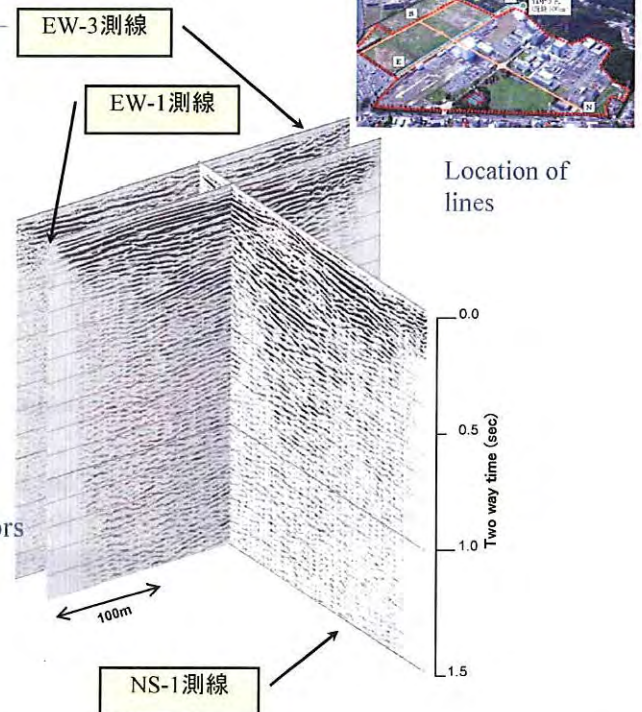 EW-3測線
EW-1測線
S
E
N
Location of
lines
0.0
0.5
1.0
1.5
Two way time (sec)
ors
100m
NS-1測線